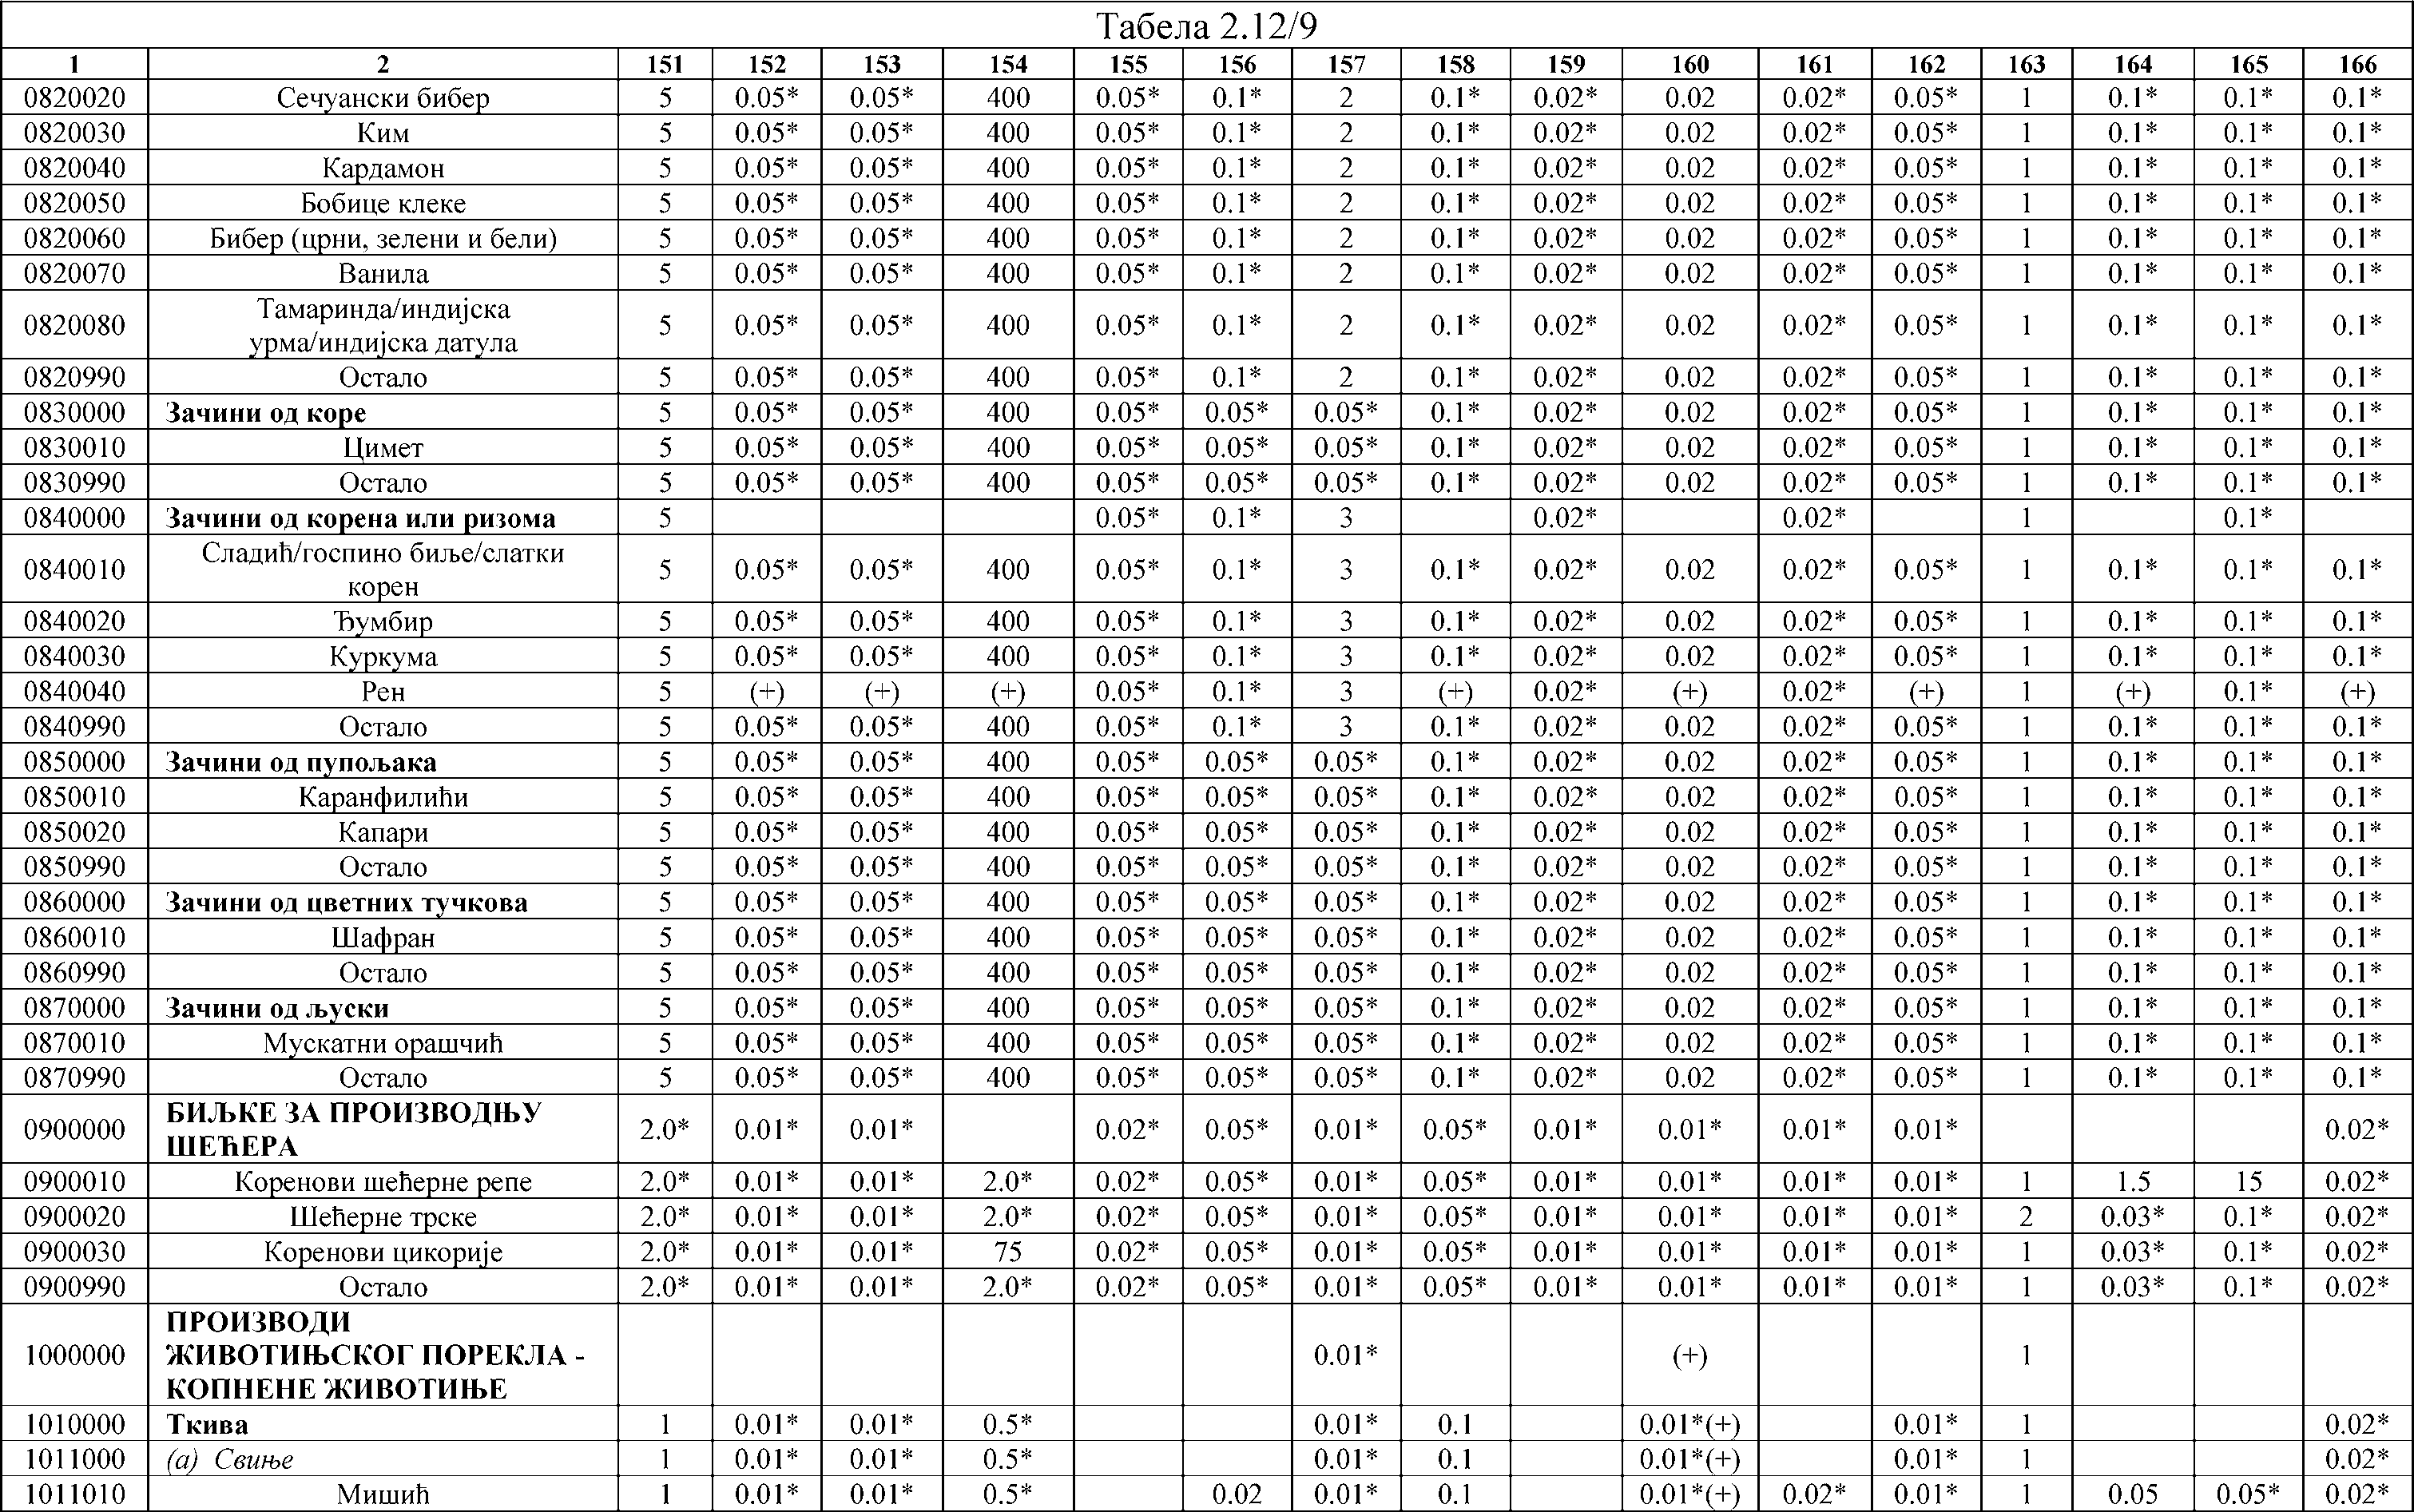 Табела 2.12/9
1 2 151 152 153 154 155 156 157 158 159 160 161 162 163 164 165 166
0820020 Сечуански бибер 5 0.05* 0.05* 400 0.05* 0.1* 2 0.1* 0.02* 0.02 0.02* 0.05* 1 0.1* 0.1* 0.1*
0820030 Ким 5 0.05* 0.05* 400 0.05* 0.1* 2 0.1* 0.02* 0.02 0.02* 0.05* 1 0.1* 0.1* 0.1*
0820040 Кардамон 5 0.05* 0.05* 400 0.05* 0.1* 2 0.1* 0.02* 0.02 0.02* 0.05* 1 0.1* 0.1* 0.1*
0820050 Бобице клеке 5 0.05* 0.05* 400 0.05* 0.1* 2 0.1* 0.02* 0.02 0.02* 0.05* 1 0.1* 0.1* 0.1*
0820060 Бибер (црни, зелени и бели) 5 0.05* 0.05* 400 0.05* 0.1* 2 0.1* 0.02* 0.02 0.02* 0.05* 1 0.1* 0.1* 0.1*
0820070 Ванила 5 0.05* 0.05* 400 0.05* 0.1* 2 0.1* 0.02* 0.02 0.02* 0.05* 1 0.1* 0.1* 0.1*
0820080 Тамаринда/индијска
урма/индијска датула 5 0.05* 0.05* 400 0.05* 0.1* 2 0.1* 0.02* 0.02 0.02* 0.05* 1 0.1* 0.1* 0.1*
0820990 Остало 5 0.05* 0.05* 400 0.05* 0.1* 2 0.1* 0.02* 0.02 0.02* 0.05* 1 0.1* 0.1* 0.1*
0830000 Зачини од коре 5 0.05* 0.05* 400 0.05* 0.05* 0.05* 0.1* 0.02* 0.02 0.02* 0.05* 1 0.1* 0.1* 0.1*
0830010 Цимет 5 0.05* 0.05* 400 0.05* 0.05* 0.05* 0.1* 0.02* 0.02 0.02* 0.05* 1 0.1* 0.1* 0.1*
0830990 Остало 5 0.05* 0.05* 400 0.05* 0.05* 0.05* 0.1* 0.02* 0.02 0.02* 0.05* 1 0.1* 0.1* 0.1*
0840000 Зачини од корена или ризома 5 0.05* 0.1* 3 0.02* 0.02* 1 0.1*
0840010 Сладић/госпино биље/слатки
корен 5 0.05* 0.05* 400 0.05* 0.1* 3 0.1* 0.02* 0.02 0.02* 0.05* 1 0.1* 0.1* 0.1*
0840020 Ђумбир 5 0.05* 0.05* 400 0.05* 0.1* 3 0.1* 0.02* 0.02 0.02* 0.05* 1 0.1* 0.1* 0.1*
0840030 Куркума 5 0.05* 0.05* 400 0.05* 0.1* 3 0.1* 0.02* 0.02 0.02* 0.05* 1 0.1* 0.1* 0.1*
0840040 Рен 5 (+) (+) (+) 0.05* 0.1* 3 (+) 0.02* (+) 0.02* (+) 1 (+) 0.1* (+)
0840990 Остало 5 0.05* 0.05* 400 0.05* 0.1* 3 0.1* 0.02* 0.02 0.02* 0.05* 1 0.1* 0.1* 0.1*
0850000 Зачини од пупољака 5 0.05* 0.05* 400 0.05* 0.05* 0.05* 0.1* 0.02* 0.02 0.02* 0.05* 1 0.1* 0.1* 0.1*
0850010 Каранфилићи 5 0.05* 0.05* 400 0.05* 0.05* 0.05* 0.1* 0.02* 0.02 0.02* 0.05* 1 0.1* 0.1* 0.1*
0850020 Капари 5 0.05* 0.05* 400 0.05* 0.05* 0.05* 0.1* 0.02* 0.02 0.02* 0.05* 1 0.1* 0.1* 0.1*
0850990 Остало 5 0.05* 0.05* 400 0.05* 0.05* 0.05* 0.1* 0.02* 0.02 0.02* 0.05* 1 0.1* 0.1* 0.1*
0860000 Зачини од цветних тучкова 5 0.05* 0.05* 400 0.05* 0.05* 0.05* 0.1* 0.02* 0.02 0.02* 0.05* 1 0.1* 0.1* 0.1*
0860010 Шафран 5 0.05* 0.05* 400 0.05* 0.05* 0.05* 0.1* 0.02* 0.02 0.02* 0.05* 1 0.1* 0.1* 0.1*
0860990 Остало 5 0.05* 0.05* 400 0.05* 0.05* 0.05* 0.1* 0.02* 0.02 0.02* 0.05* 1 0.1* 0.1* 0.1*
0870000 Зачини од љуски 5 0.05* 0.05* 400 0.05* 0.05* 0.05* 0.1* 0.02* 0.02 0.02* 0.05* 1 0.1* 0.1* 0.1*
0870010 Мускатни орашчић 5 0.05* 0.05* 400 0.05* 0.05* 0.05* 0.1* 0.02* 0.02 0.02* 0.05* 1 0.1* 0.1* 0.1*
0870990 Остало 5 0.05* 0.05* 400 0.05* 0.05* 0.05* 0.1* 0.02* 0.02 0.02* 0.05* 1 0.1* 0.1* 0.1*
0900000 БИЉКЕ ЗА ПРОИЗВОДЊУ
ШЕЋЕРА 2.0* 0.01* 0.01* 0.02* 0.05* 0.01* 0.05* 0.01* 0.01* 0.01* 0.01* 0.02*
0900010 Коренови шећерне репе 2.0* 0.01* 0.01* 2.0* 0.02* 0.05* 0.01* 0.05* 0.01* 0.01* 0.01* 0.01* 1 1.5 15 0.02*
0900020 Шећерне трске 2.0* 0.01* 0.01* 2.0* 0.02* 0.05* 0.01* 0.05* 0.01* 0.01* 0.01* 0.01* 2 0.03* 0.1* 0.02*
0900030 Коренови цикорије 2.0* 0.01* 0.01* 75 0.02* 0.05* 0.01* 0.05* 0.01* 0.01* 0.01* 0.01* 1 0.03* 0.1* 0.02*
0900990 Остало 2.0* 0.01* 0.01* 2.0* 0.02* 0.05* 0.01* 0.05* 0.01* 0.01* 0.01* 0.01* 1 0.03* 0.1* 0.02*
ПРОИЗВОДИ
1000000 ЖИВОТИЊСКОГ ПОРЕКЛА - 0.01* (+) 1
КОПНЕНЕ ЖИВОТИЊЕ
1010000 Ткива 1 0.01* 0.01* 0.5* 0.01* 0.1 0.01*(+) 0.01* 1 0.02*
1011000 (а) Свиње 1 0.01* 0.01* 0.5* 0.01* 0.1 0.01*(+) 0.01* 1 0.02*
1011010 Мишић 1 0.01* 0.01* 0.5* 0.02 0.01* 0.1 0.01*(+) 0.02* 0.01* 1 0.05 0.05* 0.02*